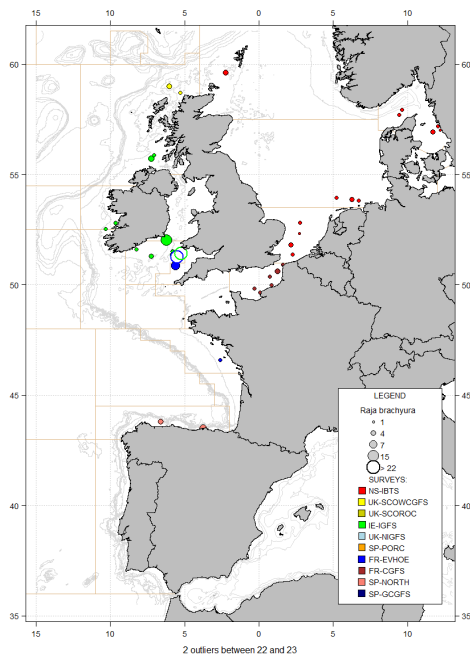 15 10 5 0 5 10
60
60
55
55
50
50
45
45
40
40
35
35
LEGEND
Raja brachyura
1
4
7
15
> 22
SURVEYS:
NS-IBTS
UK-SCOWCGFS
UK-SCOROC
IE-IGFS
UK-NIGFS
SP-PORC
FR-EVHOE
FR-CGFS
SP-NORTH
SP-GCGFS
15 10 5 0 5 10
2 outliers between 22 and 23